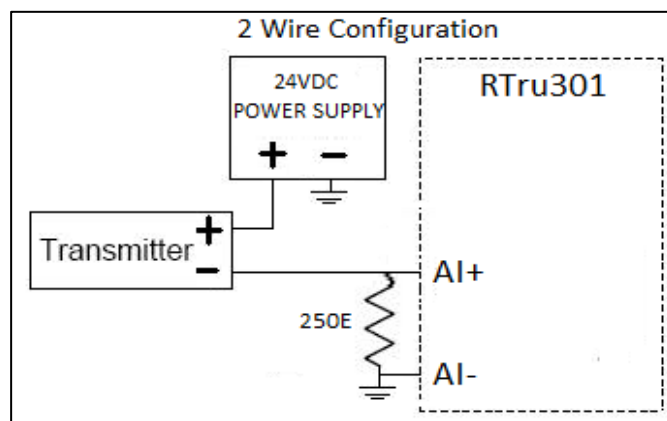 2 Wire Configuration
24VDC
POWER SUPPLY
+ −
RTru301
Transmitter
+
−
AI+
250E
AI-